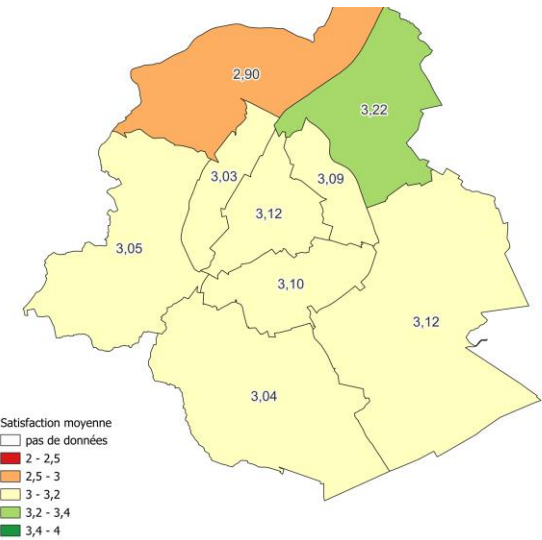 2,90
3,22
3,03
3,09
3,12
3,05
3,10
3,12
3,04
Satisfaction moyenne
pas de données
2 - 2,5
2,5 - 3
3 - 3,2
3,2 - 3,4
3,4 - 4